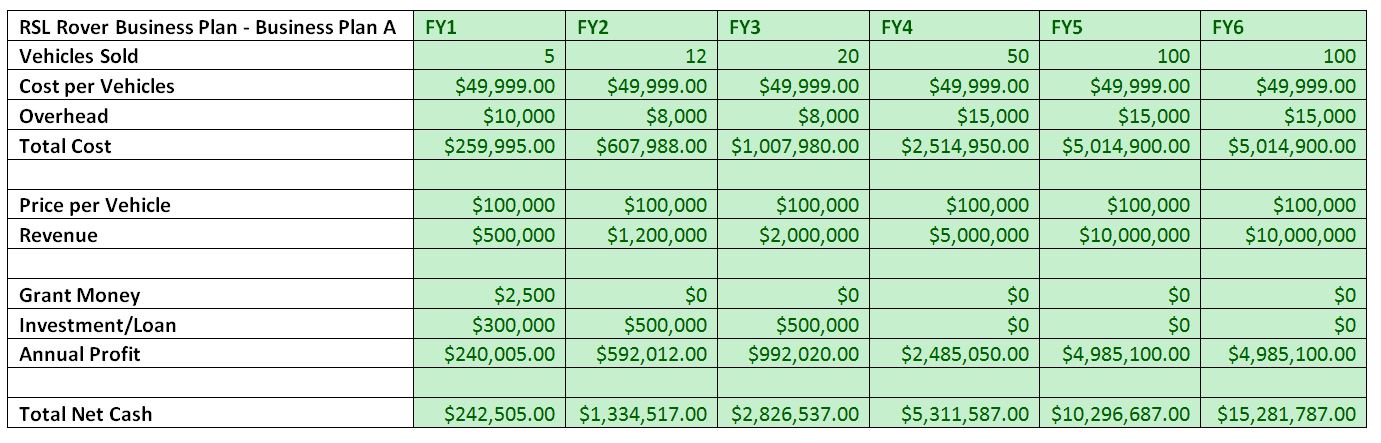 RSL Rover Business Plan - Business Plan A FY1 FY2 FY3 FY4 FY5 FY6
Vehicles Sold 5 12 20 50 100 100
Cost per Vehicles $49,999.00 $49,999.00 $49,999.00 $49,999.00 $49,999.00 $49,999.00
Overhead $10,000 $8,000 $8,000 $15,000 $15,000 $15,000
Total Cost $259,995.00 $607,988.00 $1,007,980.00 $2,514,950.00 $5,014,900.00 $5,014,900.00
Price per Vehicle $100,000 $100,000 $100,000 $100,000 $100,000 $100,000
Revenue $500,000 $1,200,000 $2,000,000 $5,000,000 $10,000,000 $10,000,000
Grant Money $2,500 $0 $0 $0 $0 $0
Investment/Loan $300,000 $500,000 $500,000 $0 $0 $0
Annual Profit $240,005.00 $592,012.00 $992,020.00 $2,485,050.00 $4,985,100.00 $4,985,100.00
Total Net Cash $242,505.00 $1,334,517.00 $2,826,537.00 $5,311,587.00 $10,296,687.00 $15,281,787.00